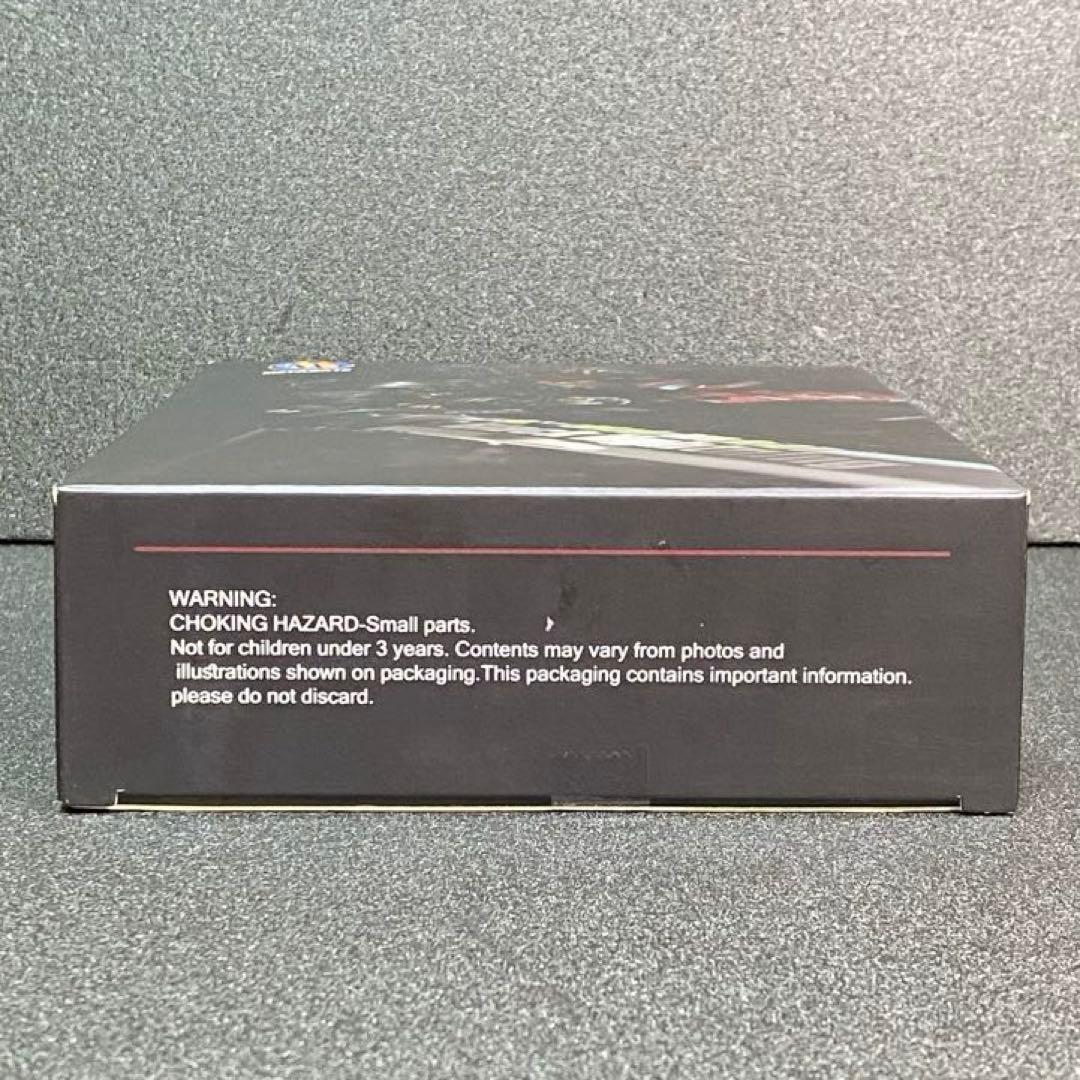 WARNING:
CHOKING HAZARD-Small parts.
Not for children under 3 years. Contents may vary from photos and
illustrations shown on packaging.This packaging contains important information.
please do not discard.